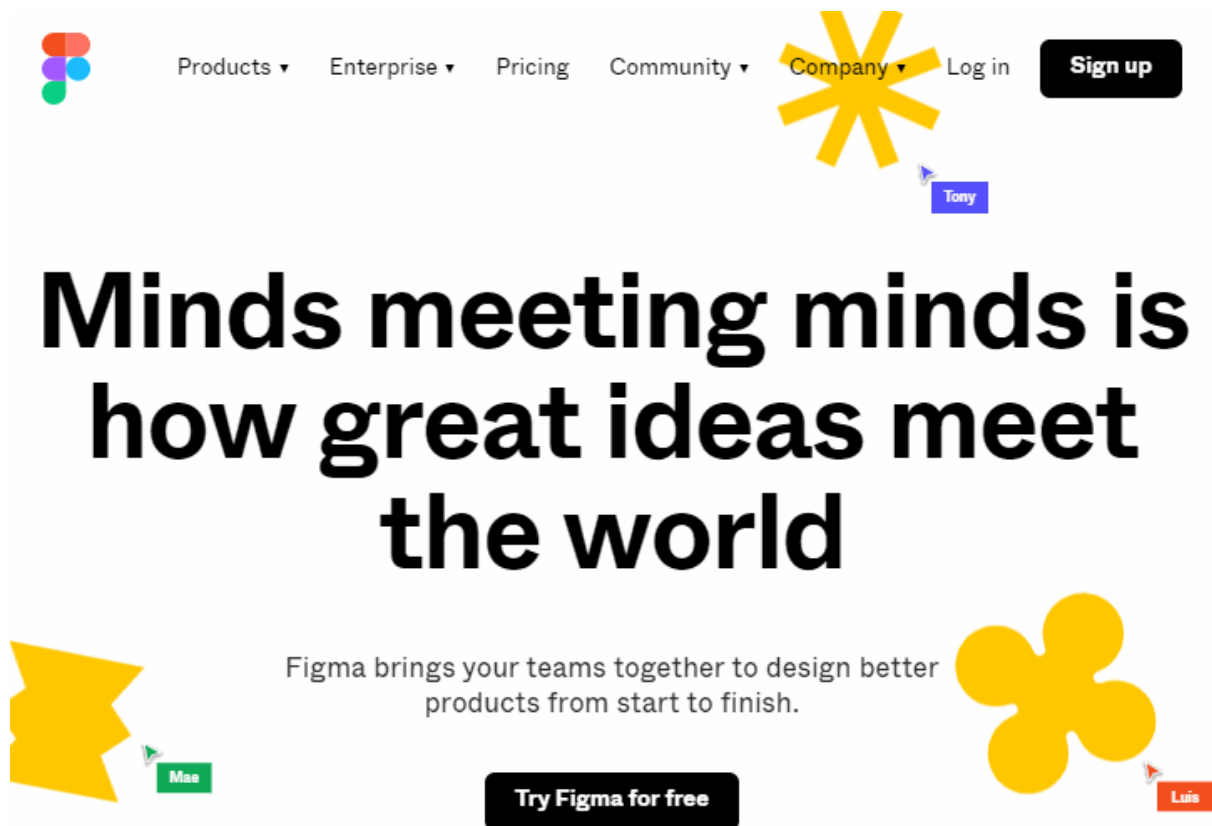 Products ▾ Enterprise ▾ Pricing Community ▾ Company ▾ Log in Sign up
Tony
Minds meeting minds is
how great ideas meet
the world
Figma brings your teams together to design better
products from start to finish.
Mae
Try Figma for free
Luis